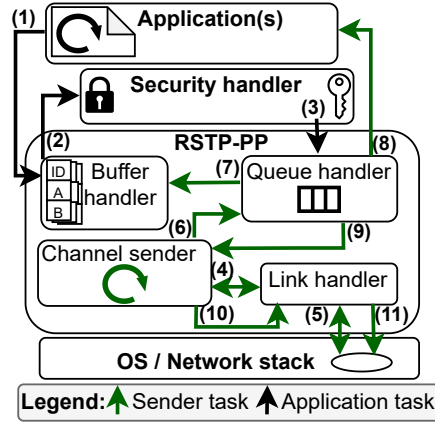 (1)
Application(s)
Security handler
(2)
(3)
RSTP-PP
(8)
ID
A
B
Buffer
handler
(7)
Queue handler
(6)
(9)
Channel sender
(4)
Link handler
(10)
(5)
(11)
OS / Network stack
Legend: Sender task Application task